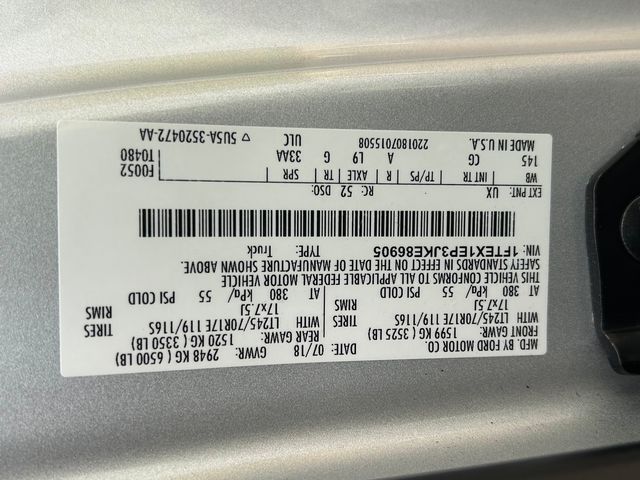 MFD. BY FORD MOTOR CO.
DATE: 07/18 GVWR: 2948 KG ( 6500 LB)
FRONT GAWR: 1599 KG ( 3525 LB) REAR GAWR: 1520 KG ( 3350 LB)
WITH LT245/70R17E 119/116S TIRES WITH LT245/70R17E 119/116S TIRES
17x7.5J RIMS 17x7.5J RIMS
AT 380 kPa/ 55 PSI COLD AT 380 kPa/ 55 PSI COLD
THIS VEHICLE CONFORMS TO ALL APPLICABLE FEDERAL MOTOR VEHICLE
SAFETY STANDARDS IN EFFECT ON THE DATE OF MANUFACTURE SHOWN ABOVE.
VIN: 1FTEX1EP3JKE86905 TYPE: Truck
EXT PNT: UX RC: 52 DSO: F0052
WB INT TR TP/PS R AXLE TR SPR T0480
145 CG A L9 G 33AA
MADE IN U.S.A. 220180701550B ULC 5USA-3520472-AA